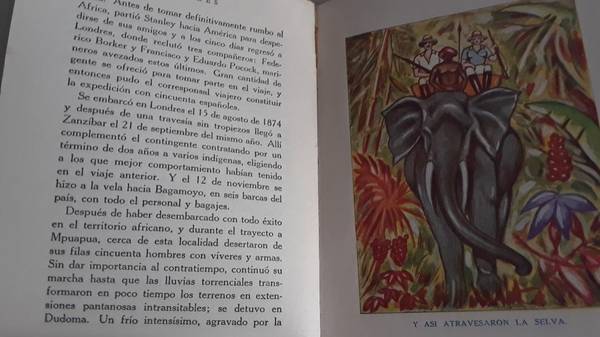 Antes de tomar definitivamente rumbo al
Africa, partió Stanley hacia América para despe-
dirse de sus amigos y a los cinco días regresó a
Londres, donde reclutó tres compañeros: Fede-
rico Borker y Francisco y Eduardo Pocock, mari-
neros avezados estos últimos. Gran cantidad de
gente se ofreció para tomar parte en el viaje, y
entonces pudo el corresponsal viajero constituir
la expedición con cincuenta españoles.
Se embarcó en Londres el 15 de agosto de 1874
y después de una travesía sin tropiezos llegó a
Zanzíbar el 21 de septiembre del mismo año. Allí
complementó el contingente contratando por un
término de dos años a varios indígenas, eligiendo
a los que mejor comportamiento habían tenido
en el viaje anterior. Y el 12 de noviembre se
hizo a la vela hacia Bagamoyo, en seis barcas del
país, con todo el personal y bagajes.
Después de haber desembarcado con todo éxito
en el territorio africano, y durante el trayecto a
Mpuapua, cerca de esta localidad desertaron de
sus filas cincuenta hombres con víveres y armas.
Sin dar importancia al contratiempo, continuó su
marcha hasta que las lluvias torrenciales trans-
formaron en poco tiempo los terrenos en exten-
siones pantanosas intransitables; se detuvo en
Dudoma. Un frío intensísimo, agravado por la
Y ASI ATRAVESARON LA SELVA.